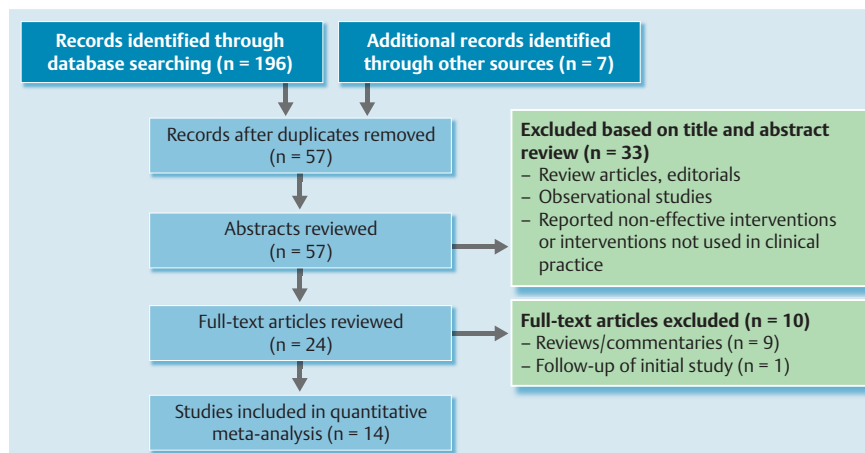 Records identified through
database searching (n = 196)
Additional records identified
through other sources (n = 7)
Records after duplicates removed
(n = 57)
Excluded based on title and abstract
review (n = 33)
– Review articles, editorials
– Observational studies
– Reported non-effective interventions
or interventions not used in clinical
practice
Abstracts reviewed
(n = 57)
Full-text articles reviewed
(n = 24)
Full-text articles excluded (n = 10)
– Reviews/commentaries (n = 9)
– Follow-up of initial study (n = 1)
Studies included in quantitative
meta-analysis (n = 14)